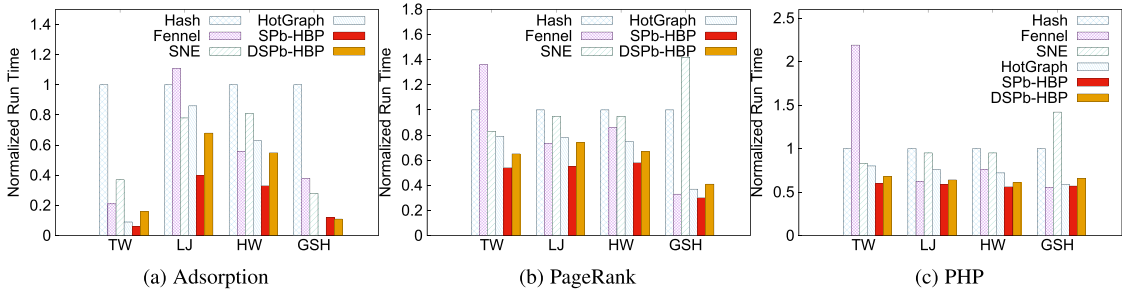 Normalized Run Time
1.4
1.2
1
0.8
0.6
0.4
0.2
0
Hash
Fennel
SNE
HotGraph
SPb-HBP
DSPb-HBP
TW LJ HW GSH
(a) Adsorption
Normalized Run Time
1.8
1.6
1.4
1.2
1
0.8
0.6
0.4
0.2
0
Hash
Fennel
SNE
HotGraph
SPb-HBP
DSPb-HBP
TW LJ HW GSH
(b) PageRank
Normalized Run Time
2.5
2
1.5
1
0.5
0
Hash
Fennel
SNE
HotGraph
SPb-HBP
DSPb-HBP
TW LJ HW GSH
(c) PHP